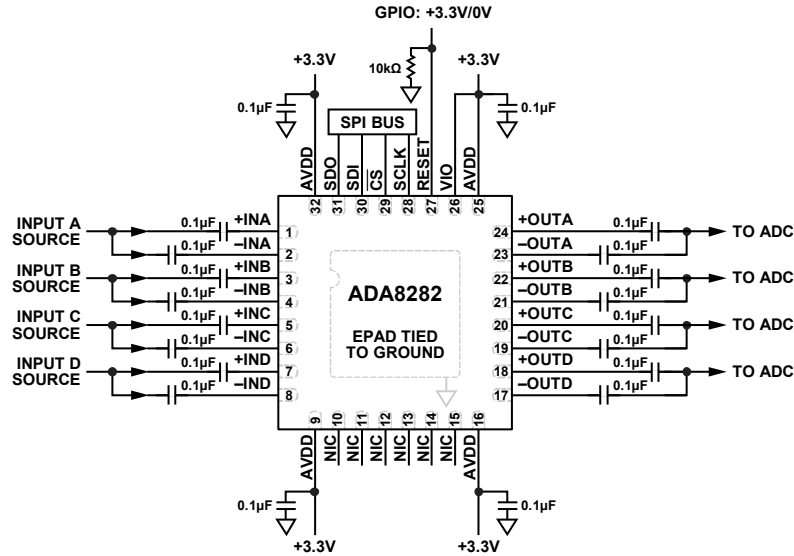 GPIO: +3.3V/0V
+3.3V
10kΩ
+3.3V
0.1µF
0.1µF
SPI BUS
AVDD
SDO
SDI
CS
SCLK
RESET
VIO
AVDD
32
31
30
29
28
27
26
25
INPUT A
SOURCE
0.1µF
+INA
1
0.1µF
–INA
2
INPUT B
SOURCE
0.1µF
+INB
3
0.1µF
–INB
4
INPUT C
SOURCE
0.1µF
+INC
5
0.1µF
–INC
6
INPUT D
SOURCE
0.1µF
+IND
7
0.1µF
–IND
8
ADA8282
EPAD TIED
TO GROUND
24
+OUTA
0.1µF
TO ADC
23
–OUTA
0.1µF
22
+OUTB
0.1µF
TO ADC
21
–OUTB
0.1µF
20
+OUTC
0.1µF
TO ADC
19
–OUTC
0.1µF
18
+OUTD
0.1µF
TO ADC
17
–OUTD
0.1µF
9
10
11
12
13
14
15
16
AVDD
NIC
NIC
NIC
NIC
NIC
NIC
AVDD
0.1µF
0.1µF
+3.3V
+3.3V